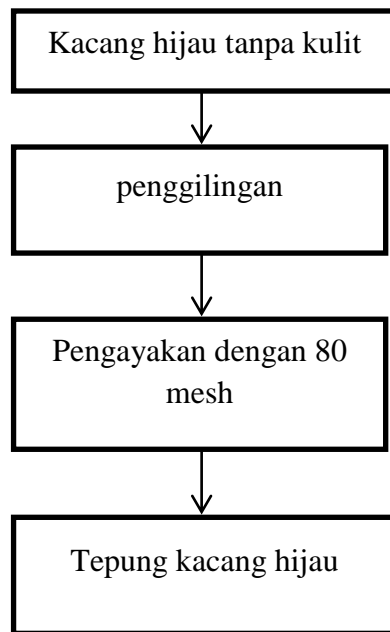 Kacang hijau tanpa kulit
penggilingan
Pengayakan dengan 80
mesh
Tepung kacang hijau